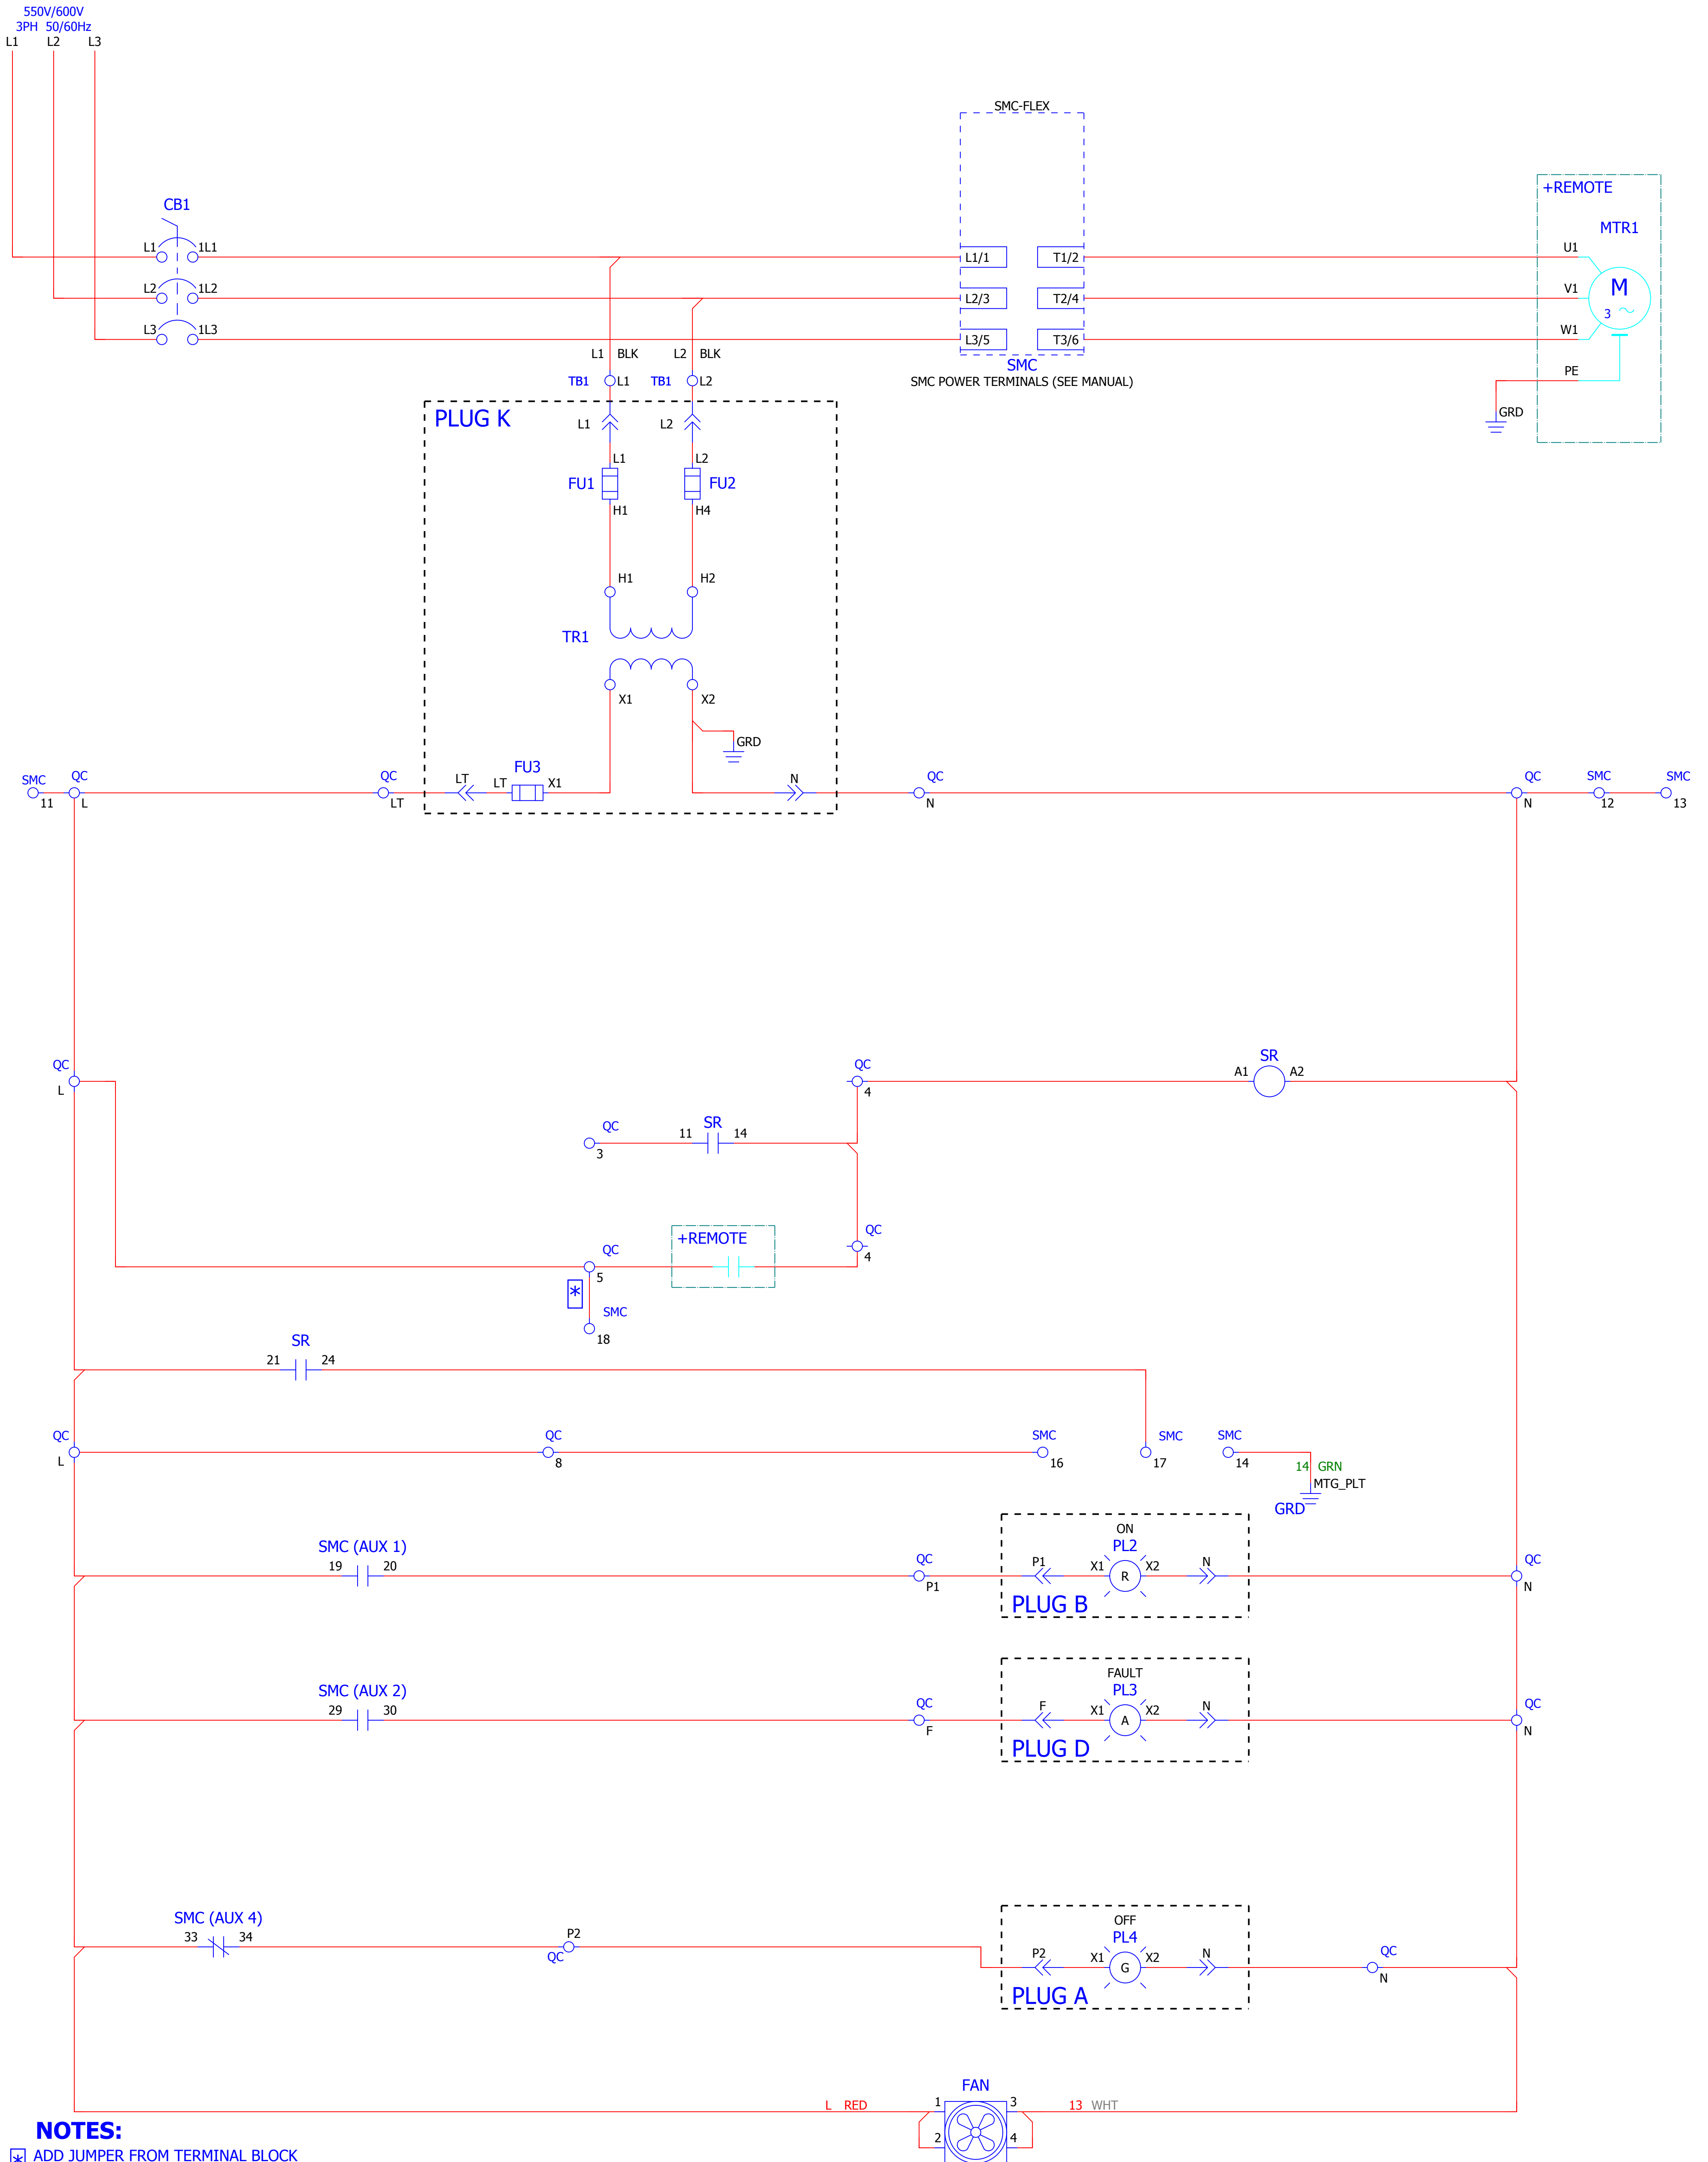 550V/600V
3PH 50/60Hz
L1 L2 L3
SMC-FLEX
+REMOTE
CB1
MTR1
L1 1L1 L1/1 T1/2 U1
L2 1L2 L2/3 T2/4 V1
M
3
L3 1L3 L3/5 T3/6 W1
L1 BLK L2 BLK
SMC
SMC POWER TERMINALS (SEE MANUAL)
TB1 L1 TB1 L2
PE
GRD
PLUG K
L1 L2
L1 L2
FU1 FU2
H1 H4
H1 H2
TR1
X1 X2
GRD
FU3
SMC QC QC LT LT X1 N QC QC SMC SMC
11 L LT N N 12 13
QC QC SR
L 4 A1 A2
QC SR
3 11 14
+REMOTE
QC QC
5 4
*
SMC
18
SR
21 24
QC QC SMC SMC SMC
L 8 16 17 14
14 GRN
MTG_PLT
GRD
ON
SMC (AUX 1) PL2
19 20 QC P1 X1 R X2 N QC
P1 N
PLUG B
FAULT
SMC (AUX 2) PL3
29 30 QC F X1 A X2 N QC
F N
PLUG D
OFF
SMC (AUX 4) PL4
33 34 P2 P2 X1 G X2 N QC
QC N
PLUG A
FAN
L RED 1 3 13 WHT
2 4
NOTES:
* ADD JUMPER FROM TERMINAL BLOCK